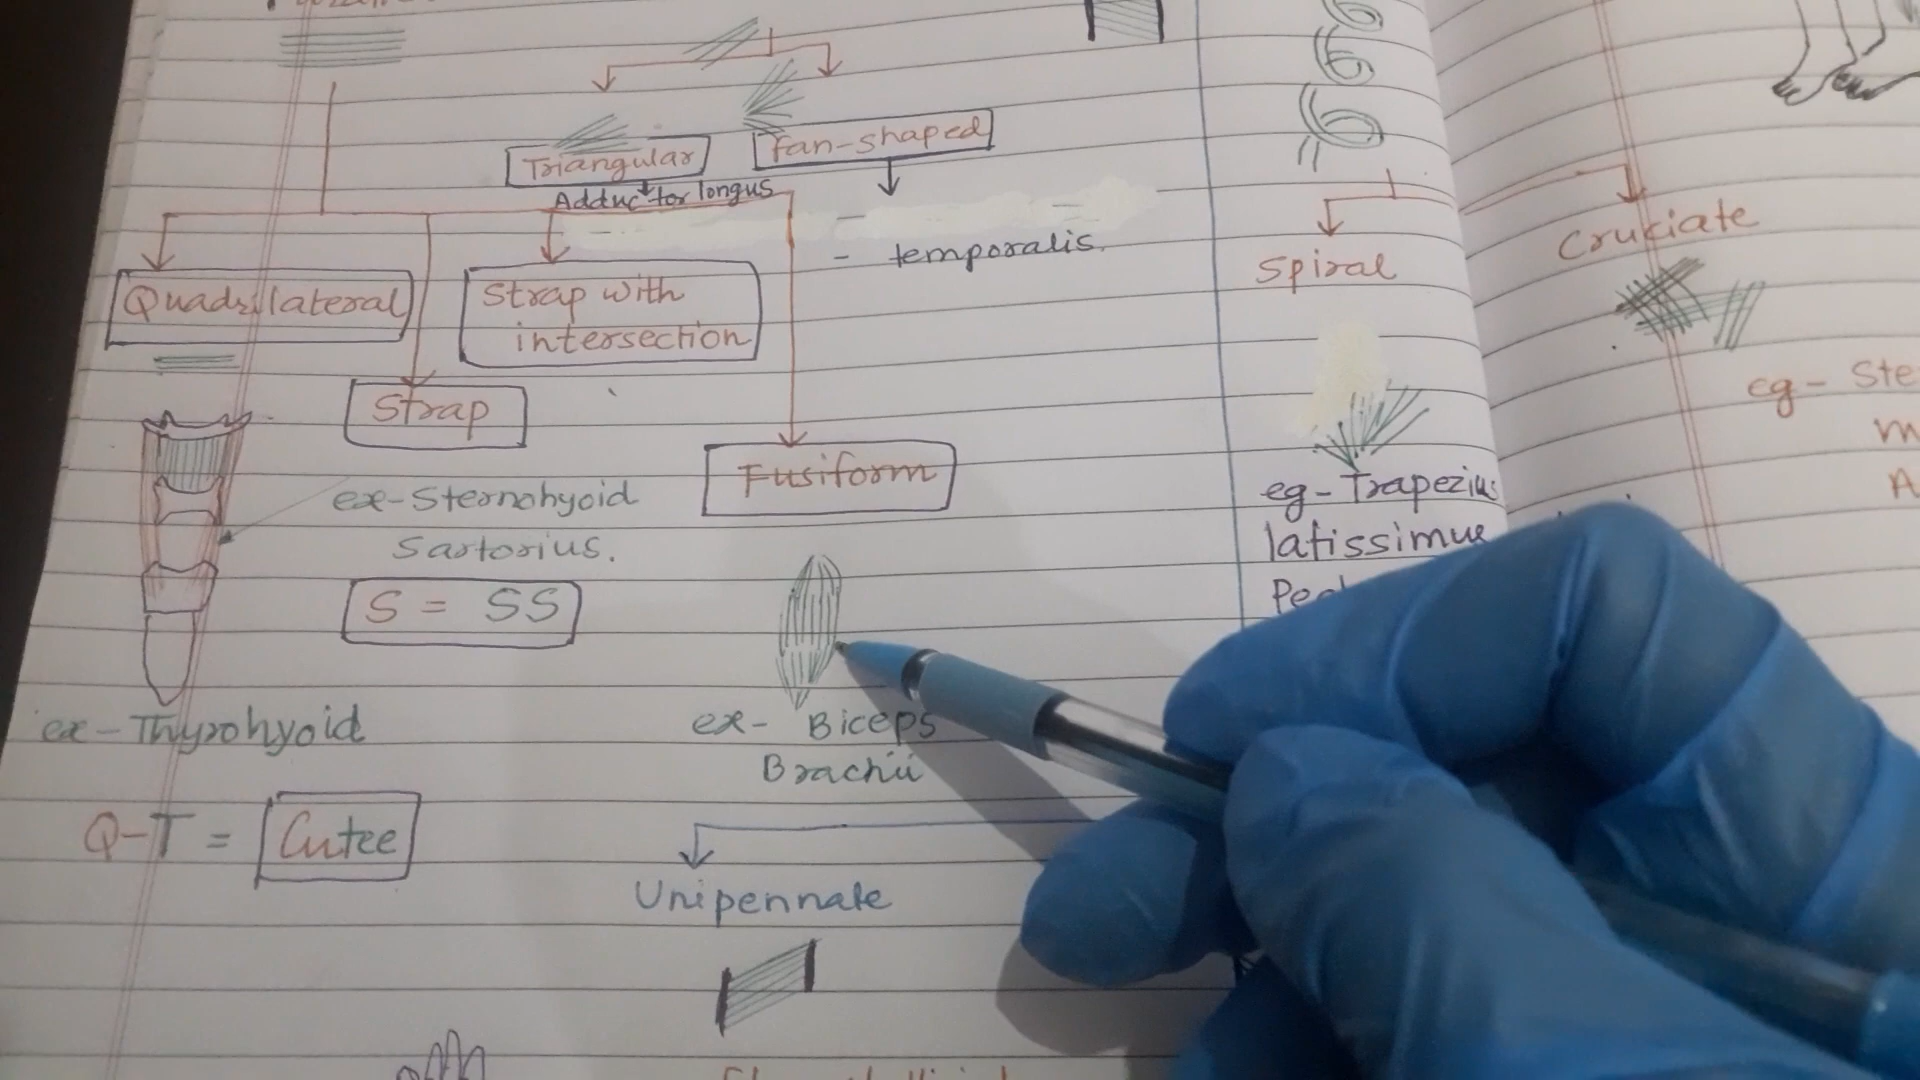 Triangular
fan-shaped
Adductor longus
- temporalis.
Quadrilateral
Strap with
intersection
Strap
Fusiform
ex-Sternohyoid
Sartorius.
S = SS
ex-Thyrohyoid
Q-T = Cutee
ex- Biceps
Brachii
Unipennate
Spiral
eg-Trapezius
latissimus
Pec
Cruciate
eg- Ste
m
A